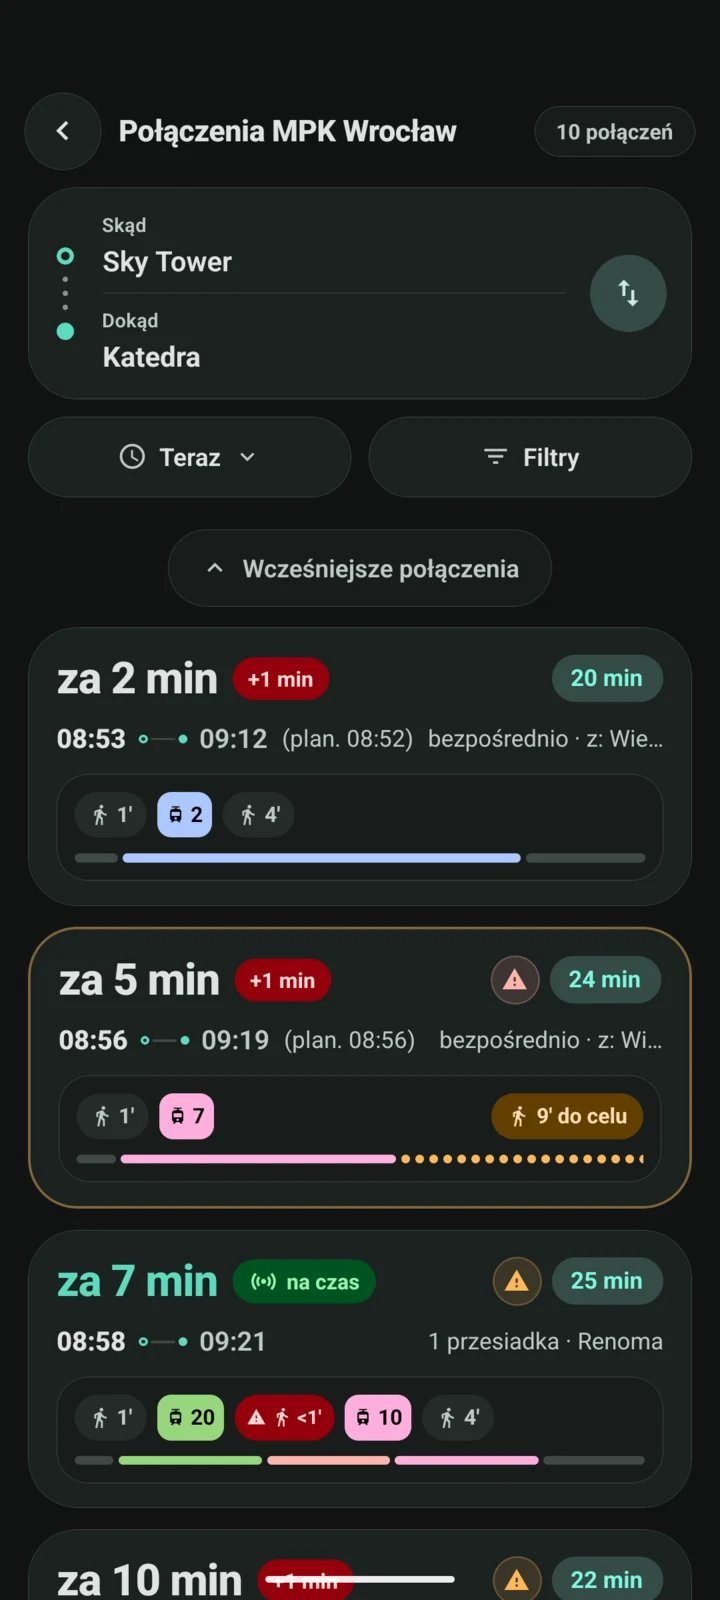 Połączenia MPK Wrocław
10 połączeń
Skąd
Sky Tower
Dokąd
Katedra
Teraz
Filtry
Wcześniejsze połączenia
za 2 min +1 min 20 min
08:53 09:12 (plan. 08:52) bezpośrednio · z: Wie...
1' 2 4'
za 5 min +1 min 24 min
08:56 09:19 (plan. 08:56) bezpośrednio · z: Wi...
1' 7 9' do celu
za 7 min na czas 25 min
08:58 09:21 1 przesiadka · Renoma
1' 20 <1' 10 4'
za 10 min +1 min 22 min